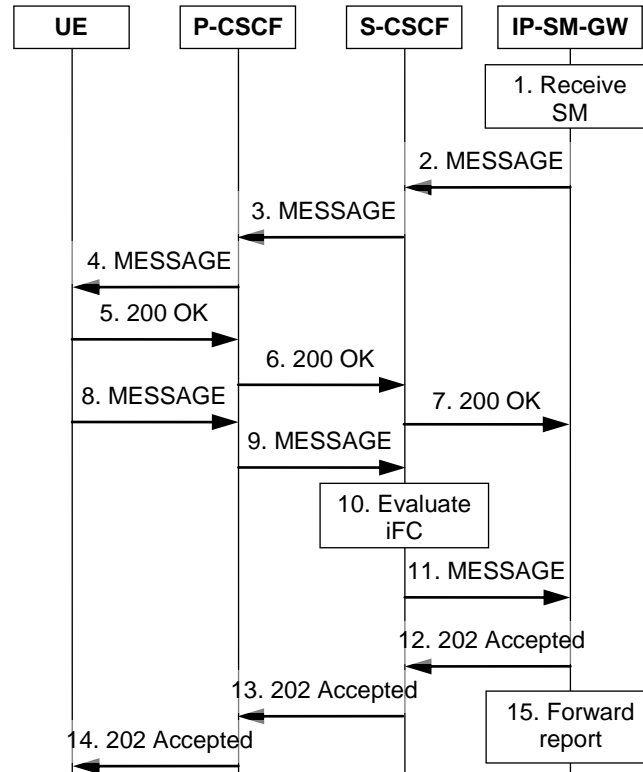 UE P-CSCF S-CSCF IP-SM-GW
1. Receive
SM
2. MESSAGE
3. MESSAGE
4. MESSAGE
5. 200 OK
6. 200 OK
8. MESSAGE
7. 200 OK
9. MESSAGE
10. Evaluate
iFC
11. MESSAGE
12. 202 Accepted
13. 202 Accepted
15. Forward
report
14. 202 Accepted